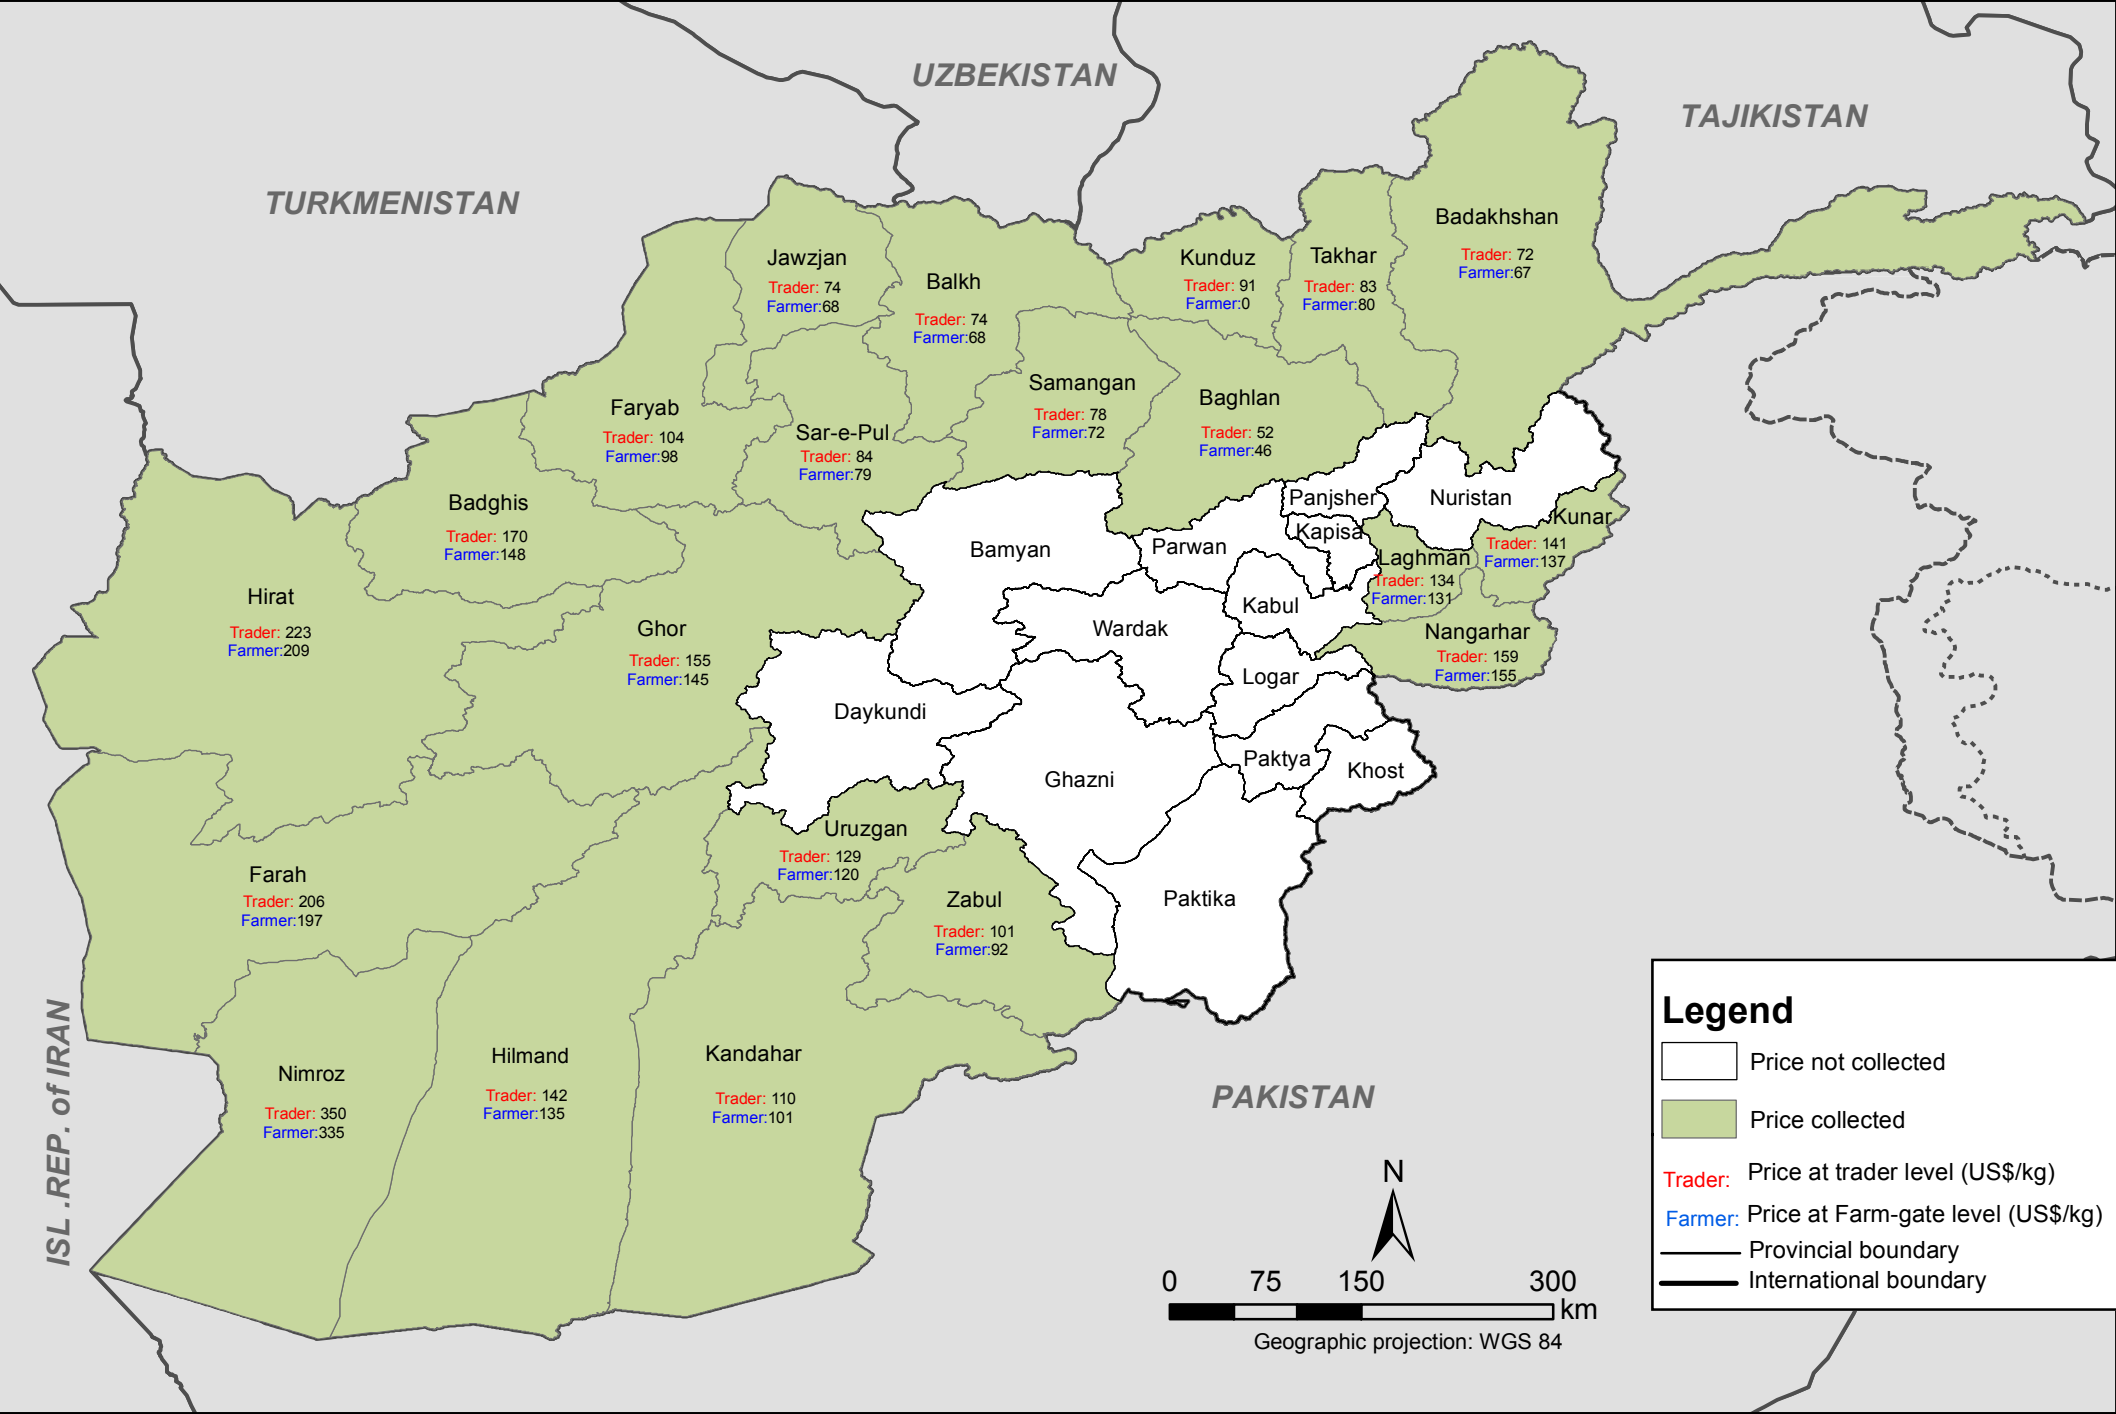 UZBEKISTAN
TAJIKISTAN
TURKMENISTAN
Badakhshan
Trader: 72
Farmer:67
Jawzjan
Trader: 74
Farmer:68
Balkh
Trader: 74
Farmer:68
Kunduz
Trader: 91
Farmer:0
Takhar
Trader: 83
Farmer:80
Faryab
Trader: 104
Farmer:98
Sar-e-Pul
Trader: 84
Farmer:79
Samangan
Trader: 78
Farmer:72
Baghlan
Trader: 52
Farmer:46
Badghis
Trader: 170
Farmer:148
Panjsher
Nuristan
Kunar
Trader: 141
Farmer:137
Kapisa
Parwan
Bamyan
Laghman
Trader: 134
Farmer:131
Hirat
Trader: 223
Farmer:209
Ghor
Trader: 155
Farmer:145
Wardak
Kabul
Nangarhar
Trader: 159
Farmer:155
Logar
Daykundi
Ghazni
Paktya
Khost
Uruzgan
Trader: 129
Farmer:120
Farah
Trader: 206
Farmer:197
Zabul
Trader: 101
Farmer:92
Paktika
Nimroz
Trader: 350
Farmer:335
Hilmand
Trader: 142
Farmer:135
Kandahar
Trader: 110
Farmer:101
ISL .REP. of IRAN
PAKISTAN
N
0 75 150 300
km
Geographic projection: WGS 84
Legend
Price not collected
Price collected
Trader: Price at trader level (US$/kg)
Farmer: Price at Farm-gate level (US$/kg)
Provincial boundary
International boundary